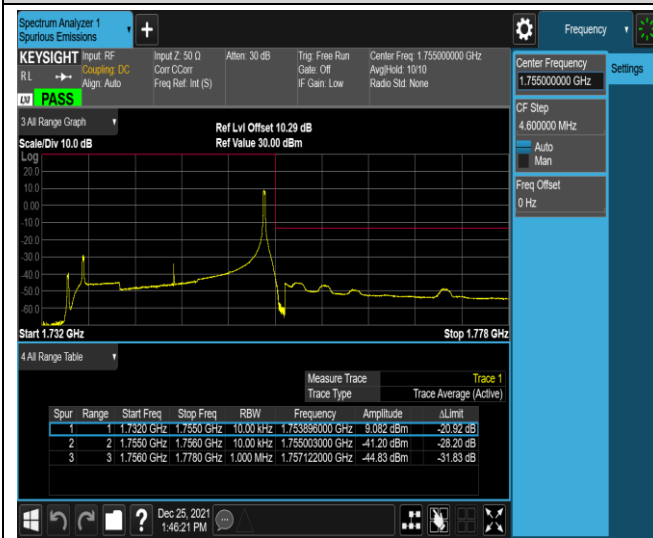 Spectrum Analyzer 1
Spurious Emissions
Frequency
KEYSIGHT
Input: RF
Coupling: DC
Align: Auto
Input Z: 50 Ω
Corr CCorr
Freq Ref: Int (S)
Atten: 30 dB
Trig: Free Run
Gate: Off
IF Gain: Low
Center Freq: 1.755000000 GHz
Avg|Hold: 10/10
Radio Std: None
RL
LXI
PASS
Center Frequency
1.755000000 GHz
Settings
CF Step
4.600000 MHz
Auto
Man
Freq Offset
0 Hz
3 All Range Graph
Scale/Div 10.0 dB
Ref Lvl Offset 10.29 dB
Ref Value 30.00 dBm
Log
20.0
10.0
0.00
-10.0
-20.0
-30.0
-40.0
-50.0
-60.0
Start 1.732 GHz
Stop 1.778 GHz
4 All Range Table
Measure Trace Trace 1
Trace Type Trace Average (Active)
Spur Range Start Freq Stop Freq RBW Frequency Amplitude ΔLimit
1 1 1.7320 GHz 1.7550 GHz 10.00 kHz 1.753896000 GHz 9.082 dBm -20.92 dB
2 2 1.7550 GHz 1.7560 GHz 10.00 kHz 1.755003000 GHz -41.20 dBm -28.20 dB
3 3 1.7560 GHz 1.7780 GHz 1.000 MHz 1.757122000 GHz -44.83 dBm -31.83 dB
Dec 25, 2021
1:46:21 PM